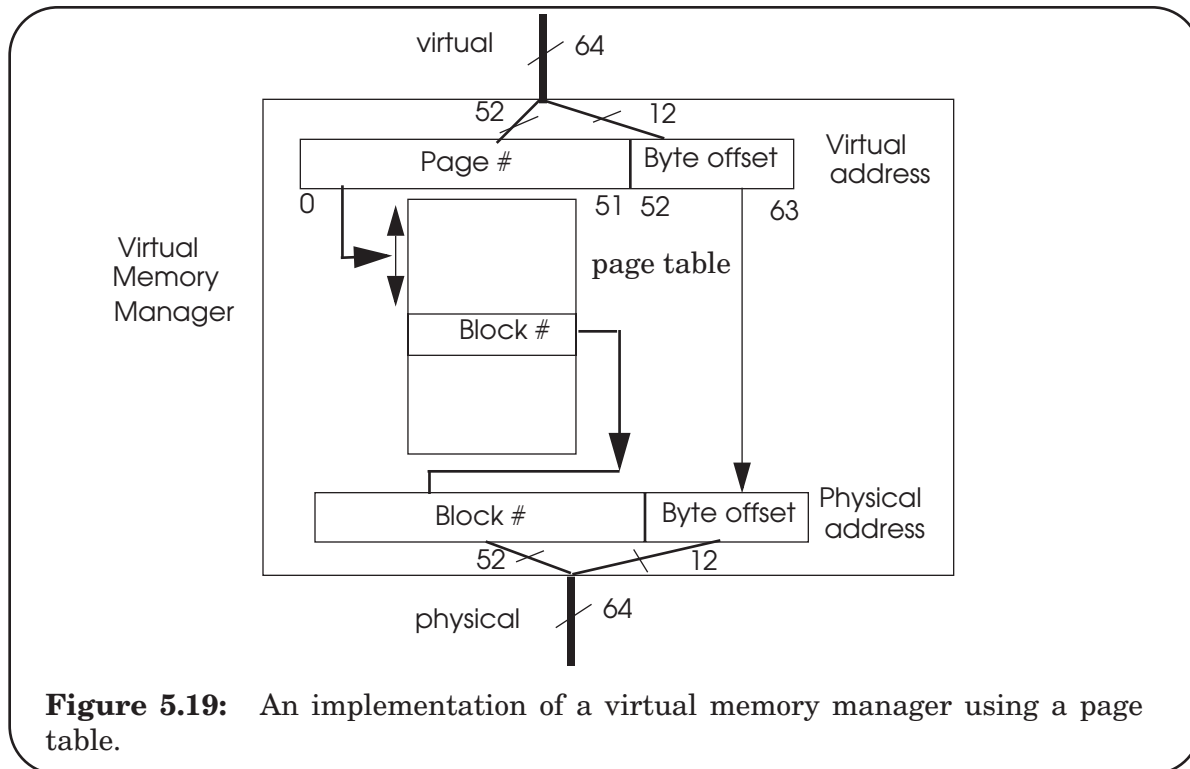 virtual 64
52 12
Page # Byte offset Virtual address
0 51 52 63
Virtual
Memory
Manager
page table
Block #
Block # Byte offset Physical address
52 12
physical 64
Figure 5.19: An implementation of a virtual memory manager using a page
table.